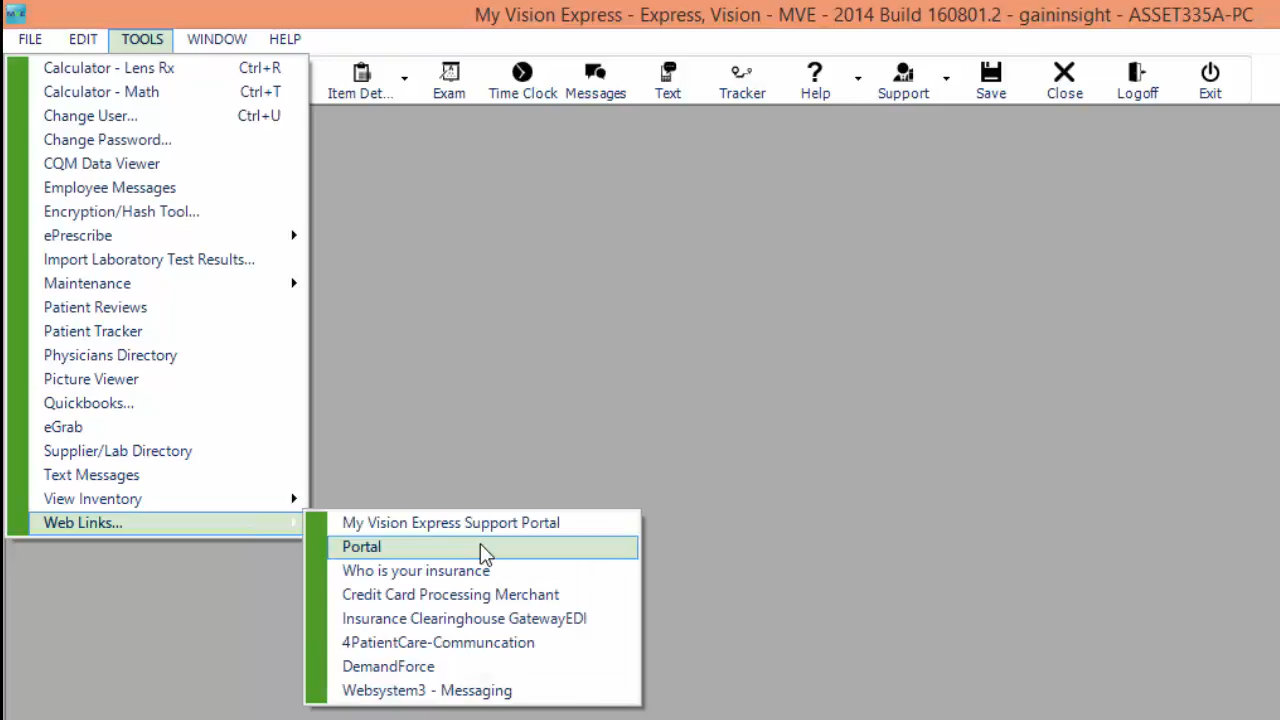 MVE
My Vision Express - Express, Vision - MVE - 2014 Build 160801.2 - gaininsight - ASSET335A-PC
FILE EDIT TOOLS WINDOW HELP
Item Det... Exam Time Clock Messages Text Tracker Help Support Save Close Logoff Exit
Calculator - Lens Rx Ctrl+R
Calculator - Math Ctrl+T
Change User... Ctrl+U
Change Password...
CQM Data Viewer
Employee Messages
Encryption/Hash Tool...
ePrescribe
Import Laboratory Test Results...
Maintenance
Patient Reviews
Patient Tracker
Physicians Directory
Picture Viewer
Quickbooks...
eGrab
Supplier/Lab Directory
Text Messages
View Inventory
Web Links...
My Vision Express Support Portal
Portal
Who is your insurance
Credit Card Processing Merchant
Insurance Clearinghouse GatewayEDI
4PatientCare-Communcation
DemandForce
Websystem3 - Messaging